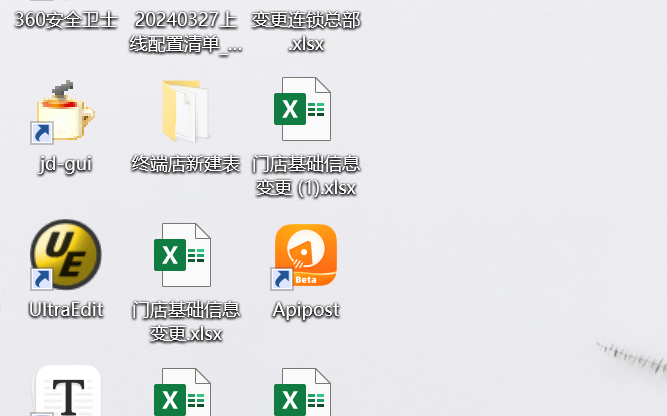 360安全卫士
20240327上
线配置清单_...
变更连锁总部
.xlsx
jd-gui
终端店新建表
门店基础信息
变更 (1).xlsx
UE
UltraEdit
门店基础信息
变更.xlsx
Beta
Apipost
T